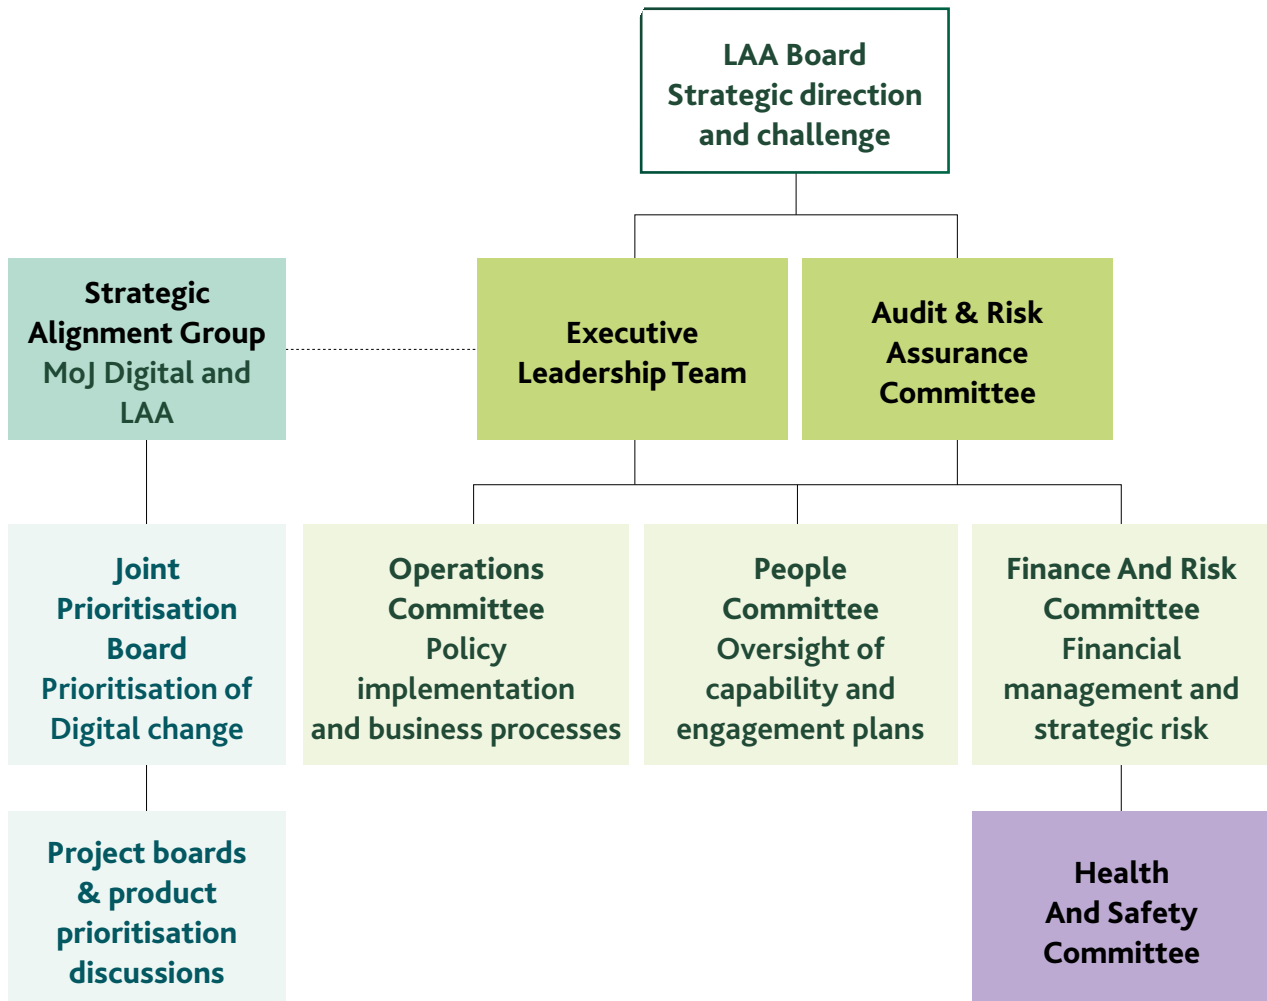 LAA Board
Strategic direction
and challenge
Strategic
Alignment Group
MoJ Digital and
LAA
Executive
Leadership Team
Audit & Risk
Assurance
Committee
Joint
Prioritisation
Board
Prioritisation of
Digital change
Operations
Committee
Policy
implementation
and business processes
People
Committee
Oversight of
capability and
engagement plans
Finance And Risk
Committee
Financial
management and
strategic risk
Project boards
& product
prioritisation
discussions
Health
And Safety
Committee